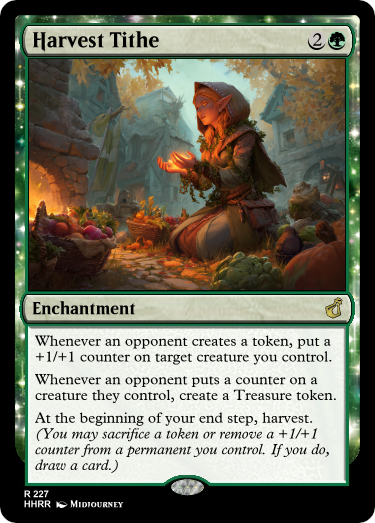 Harvest Tithe 2
Enchantment
Whenever an opponent creates a token, put a
+1/+1 counter on target creature you control.
Whenever an opponent puts a counter on a
creature they control, create a Treasure token.
At the beginning of your end step, harvest.
(You may sacrifice a token or remove a +1/+1
counter from a permanent you control. If you do,
draw a card.)
R 227
HHRR Midjourney